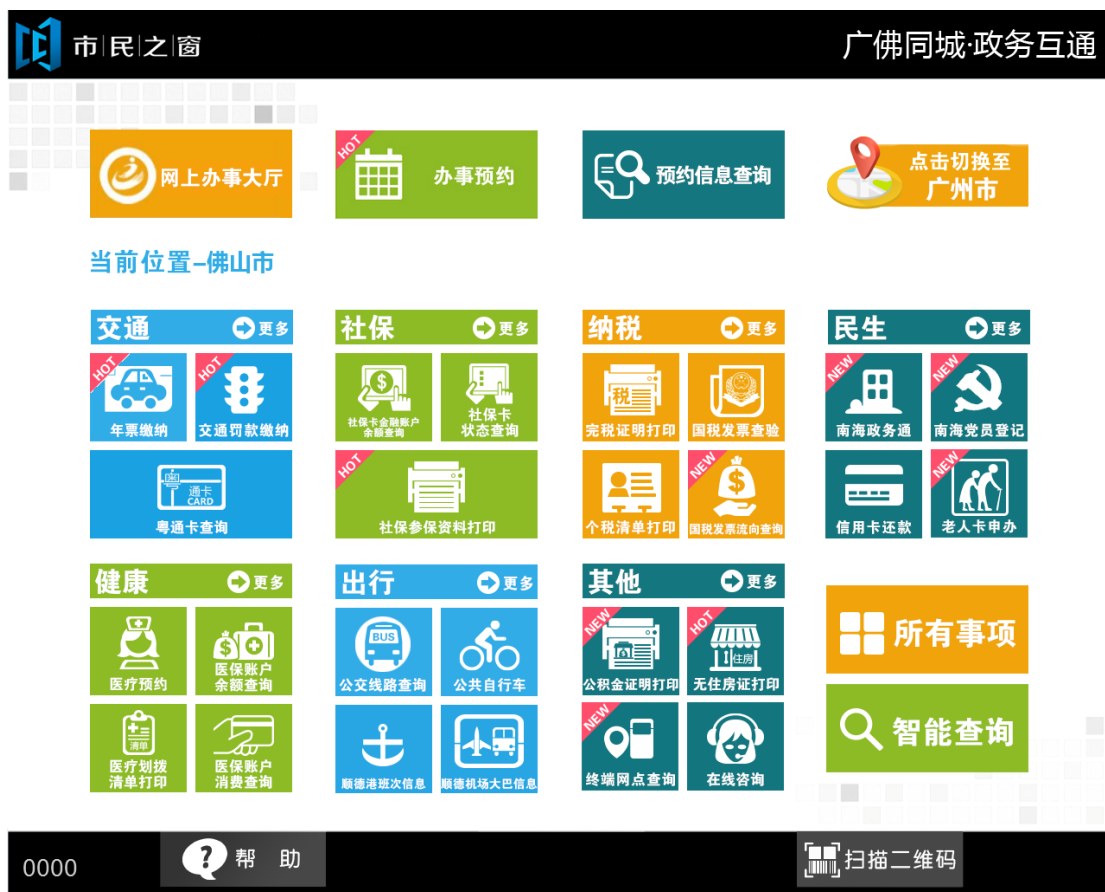 市民之窗
广佛同城·政务互通
网上办事大厅
HOT
办事预约
预约信息查询
点击切换至
广州市
当前位置–佛山市
交通
更多
HOT
年票缴纳
HOT
交通罚款缴纳
通卡
CARD
粤通卡查询
社保
更多
$
社保卡金融账户
余额查询
社保卡
状态查询
HOT
社保参保资料打印
纳税
更多
税
完税证明打印
国税发票查验
个税清单打印
NEW
$
国税发票流向查询
民生
更多
NEW
南海政务通
NEW
南海党员登记
信用卡还款
NEW
老人卡申办
健康
更多
医疗预约
$
医保账户
余额查询
清单
医疗划拨
清单打印
医保账户
消费查询
出行
更多
BUS
公交线路查询
公共自行车
顺德港班次信息
顺德机场大巴信息
其他
更多
NEW
公积金证明打印
HOT
住房
无住房证打印
NEW
终端网点查询
在线咨询
所有事项
智能查询
0000
?
帮 助
扫描二维码